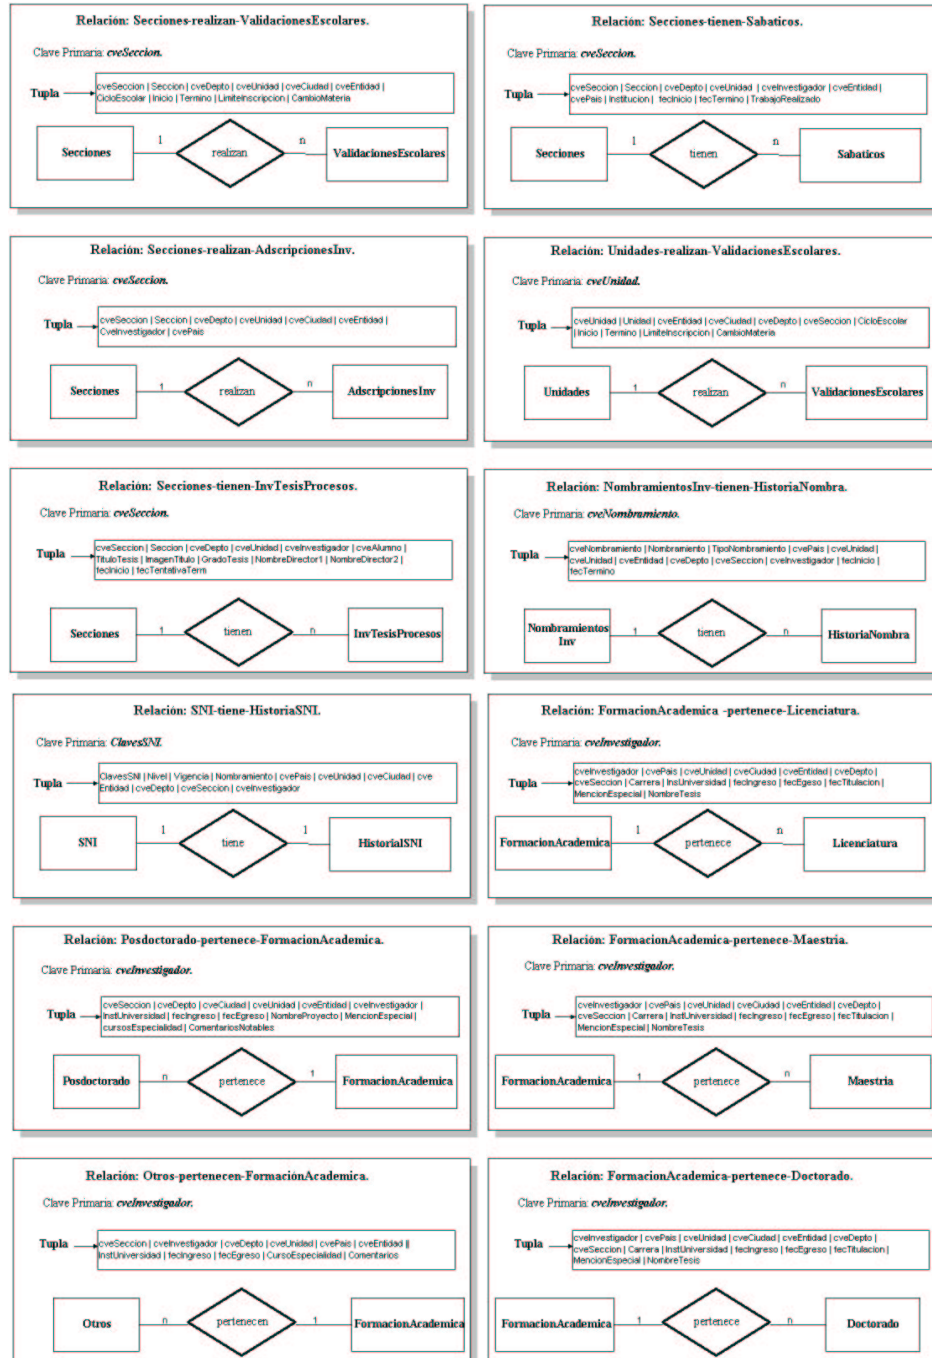 Relación: Secciones-realizan-ValidacionesEscolares.
Clave Primaria: cveSeccion.
Tupla
cveSeccion | Seccion | cveDepto | cveUnidad | cveCiudad | cveEntidad |
CicloEscolar | Inicio | Termino | LimiteInscripcion | CambioMateria
Secciones
1
realizan
n
ValidacionesEscolares
Relación: Secciones-tienen-Sabaticos.
Clave Primaria: cveSeccion.
Tupla
cveSeccion | Seccion | cveDepto | cveUnidad | cveInvestigador | cveEntidad |
cvePais | Institucion | fecInicio | fecTermino | TrabajoRealizado
Secciones
1
tienen
n
Sabaticos
Relación: Secciones-realizan-AdscripcionesInv.
Clave Primaria: cveSeccion.
Tupla
cveSeccion | Seccion | cveDepto | cveUnidad | cveCiudad | cveEntidad |
CveInvestigador | cvePais
Secciones
1
realizan
n
AdscripcionesInv
Relación: Unidades-realizan-ValidacionesEscolares.
Clave Primaria: cveUnidad.
Tupla
cveUnidad | Unidad | cveEntidad | cveCiudad | cveDepto | cveSeccion | CicloEscolar
| Inicio | Termino | LimiteInscripcion | CambioMateria
Unidades
1
realizan
n
ValidacionesEscolares
Relación: Secciones-tienen-InvTesisProcesos.
Clave Primaria: cveSeccion.
Tupla
cveSeccion | Seccion | cveDepto | cveUnidad | cveInvestigador | cveAlumno |
TituloTesis | ImagenTitulo | GradoTesis | NombreDirector1 | NombreDirector2 |
fecInicio | fecTentativaTerm
Secciones
1
tienen
n
InvTesisProcesos
Relación: NombramientosInv-tienen-HistoriaNombra.
Clave Primaria: cveNombramiento.
Tupla
cveNombramiento | Nombramiento | TipoNombramiento | cvePais | cveUnidad |
cveUnidad | cveEntidad | cveDepto | cveSeccion | cveInvestigador | fecInicio |
fecTermino
Nombramientos
Inv
1
tienen
n
HistoriaNombra
Relación: SNI-tiene-HistoriaSNI.
Clave Primaria: ClavesSNI.
Tupla
ClavesSNI | Nivel | Vigencia | Nombramiento | cvePais | cveUnidad | cveCiudad | cve
Entidad | cveDepto | cveSeccion | cveInvestigador
SNI
1
tiene
1
HistorialSNI
Relación: FormacionAcademica -pertenece-Licenciatura.
Clave Primaria: cveInvestigador.
Tupla
cveInvestigador | cvePais | cveUnidad | cveCiudad | cveEntidad | cveDepto |
cveSeccion | Carrera | InsUniversidad | fecIngreso | fecEgeso | fecTitulacion |
MencionEspecial | NombreTesis
FormacionAcademica
1
pertenece
n
Licenciatura
Relación: Posdoctorado-pertenece-FormacionAcademica.
Clave Primaria: cveInvestigador.
Tupla
cveSeccion | cveDepto | cveCiudad | cveUnidad | cveEntidad | cveInvestigador |
InstUniversidad | fecIngreso | fecEgreso | NombreProyecto | MencionEspecial |
cursosEspecialidad | ComentariosNotables
Posdoctorado
n
pertenece
1
FormacionAcademica
Relación: FormacionAcademica-pertenece-Maestria.
Clave Primaria: cveInvestigador.
Tupla
cveInvestigador | cvePais | cveUnidad | cveCiudad | cveEntidad | cveDepto |
cveSeccion | Carrera | InstUniversidad | fecIngreso | fecEgreso | fecTitulacion |
MencionEspecial | NombreTesis
FormacionAcademica
1
pertenece
n
Maestria
Relación: Otros-pertenecen-FormaciónAcademica.
Clave Primaria: cveInvestigador.
Tupla
cveSeccion | cveInvestigador | cveDepto | cveUnidad | cvePais | cveEntidad ||
InstUniversidad | fecIngreso | fecEgreso | CursoEspecialidad | Comentarios
Otros
n
pertenecen
1
FormacionAcademica
Relación: FormacionAcademica-pertenece-Doctorado.
Clave Primaria: cveInvestigador.
Tupla
cveInvestigador | cvePais | cveUnidad | cveCiudad | cveEntidad | cveDepto |
cveSeccion | Carrera | InstUniversidad | fecIngreso | fecEgreso | fecTitulacion |
MencionEspecial | NombreTesis
FormacionAcademica
1
pertenece
n
Doctorado